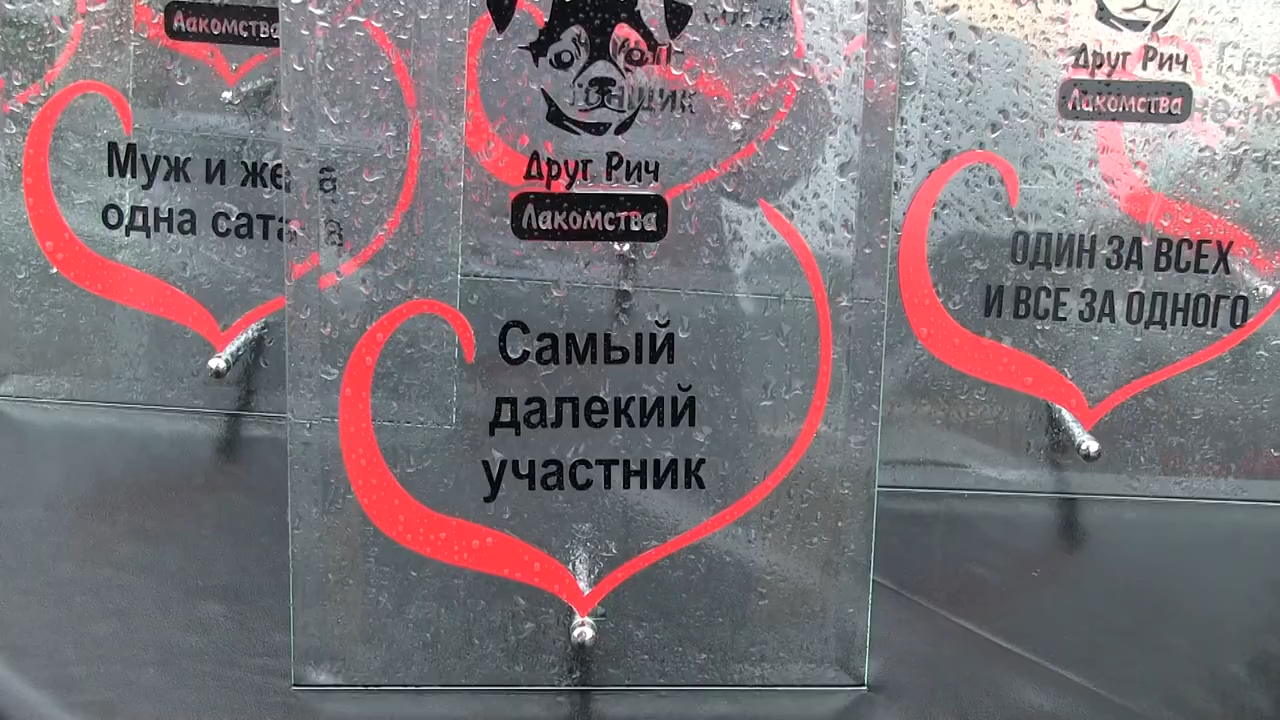 Лакомства
Муж и жена
одна сатана
Друг Рич
Лакомства
Самый
далекий
участник
Друг Рич
Лакомства
ОДИН ЗА ВСЕХ
И ВСЕ ЗА ОДНОГО